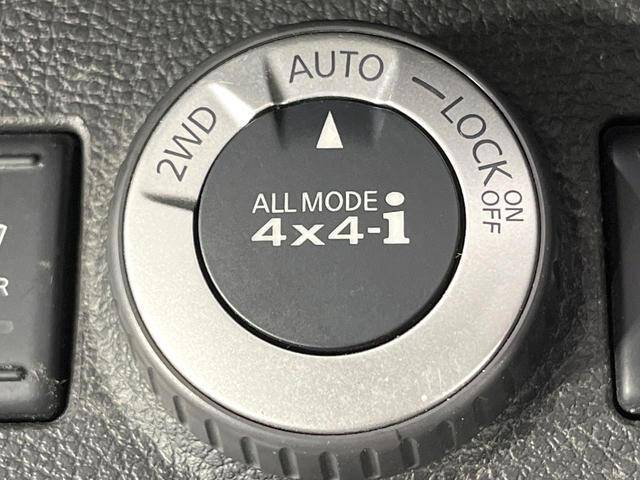 2WD
AUTO
LOCK
ON
OFF
ALL MODE
4x4-i
R